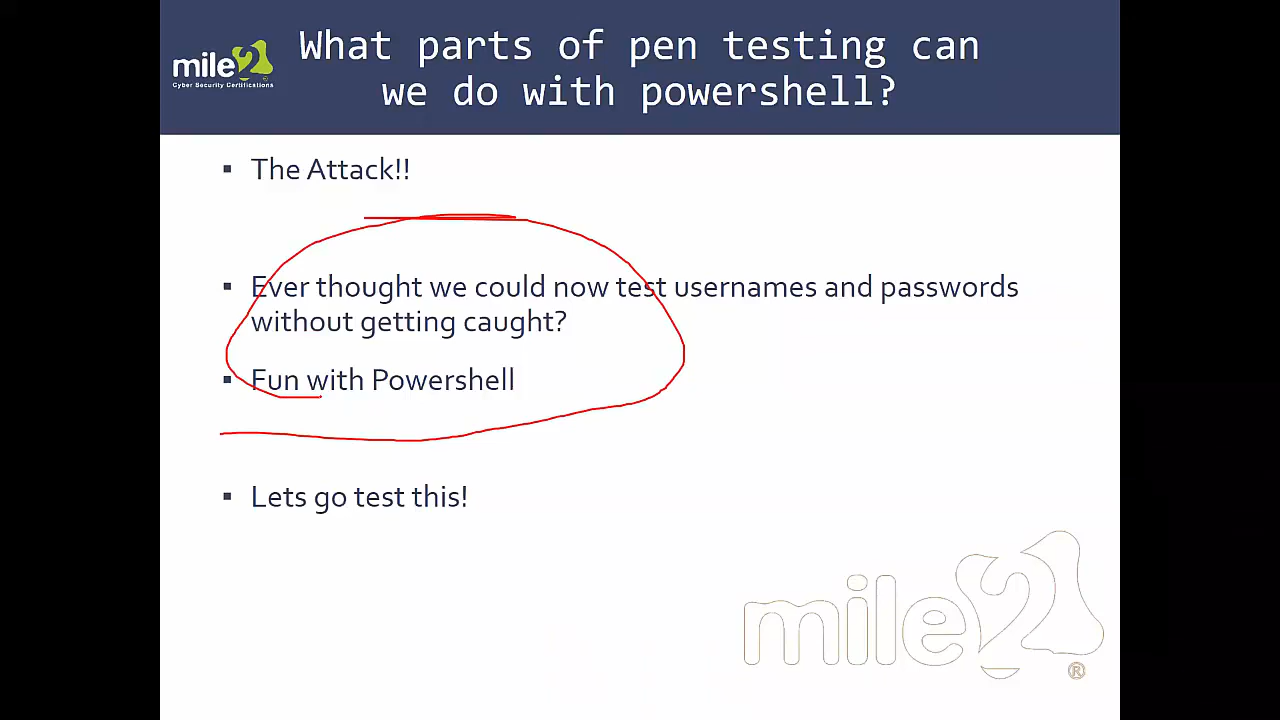 What parts of pen testing can
we do with powershell?
mile2
Cyber Security Certifications
▪ The Attack!!
▪ Ever thought we could now test usernames and passwords
without getting caught?
▪ Fun with Powershell
▪ Lets go test this!
mile2
®